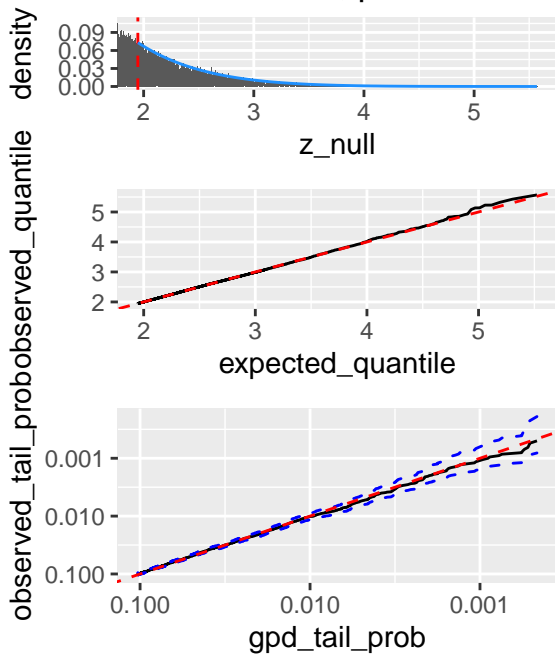 density
0.09
0.06
0.03
0.00
2 3 4 5
z_null
observed_quantile
5
4
3
2
2 3 4 5
expected_quantile
observed_tail_prob
0.001
0.010
0.100
0.100 0.010 0.001
gpd_tail_prob